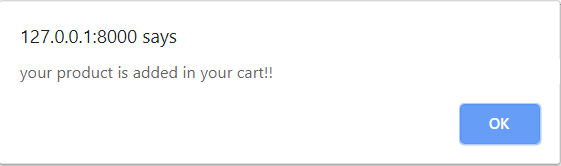 127.0.0.1:8000 says
your product is added in your cart!!
OK